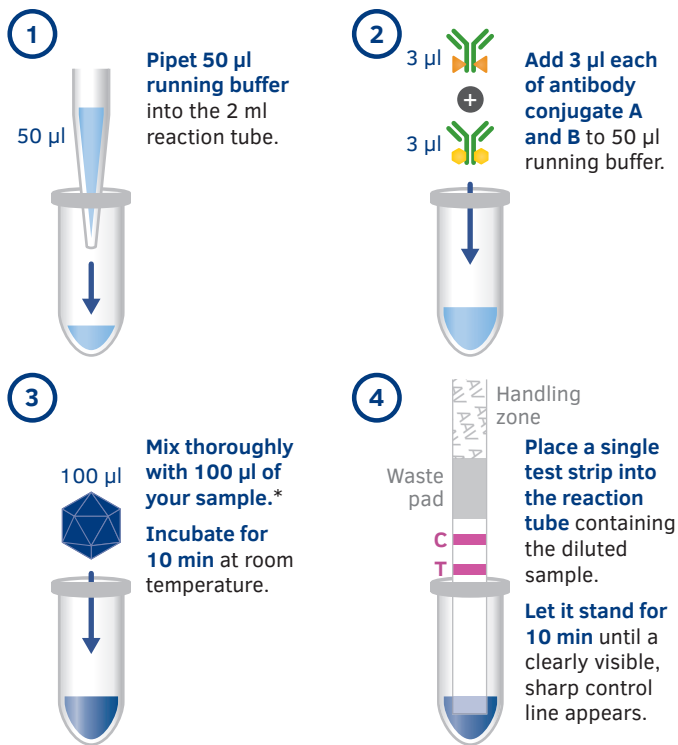 1
50 µl
Pipet 50 µl
running buffer
into the 2 ml
reaction tube.
2
3 µl
+
3 µl
Add 3 µl each
of antibody
conjugate A
and B to 50 µl
running buffer.
3
100 µl
Mix thoroughly
with 100 µl of
your sample.*
Incubate for
10 min at room
temperature.
4
AAV
Handling
zone
Waste
pad
C
T
Place a single
test strip into
the reaction
tube containing
the diluted
sample.
Let it stand for
10 min until a
clearly visible,
sharp control
line appears.